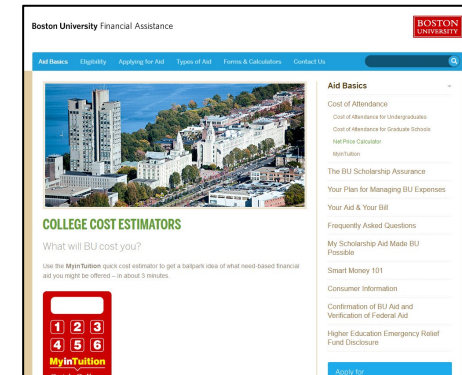 Boston University Financial Assistance
BOSTON
UNIVERSITY
Aid Basics Eligibility Applying for Aid Types of Aid Forms & Calculators Contact Us
COLLEGE COST ESTIMATORS
What will BU cost you?
Use the MyinTuition quick cost estimator to get a ballpark idea of what need-based financial
aid you might be offered – in about 3 minutes.
1 2 3
4 5 6
MyinTuition
Aid Basics
Cost of Attendance
Cost of Attendance for Undergraduates
Cost of Attendance for Graduate Schools
Net Price Calculator
MyinTuition
The BU Scholarship Assurance
Your Plan for Managing BU Expenses
Your Aid & Your Bill
Frequently Asked Questions
My Scholarship Aid Made BU
Possible
Smart Money 101
Consumer Information
Confirmation of BU Aid and
Verification of Federal Aid
Higher Education Emergency Relief
Fund Disclosure
Apply for